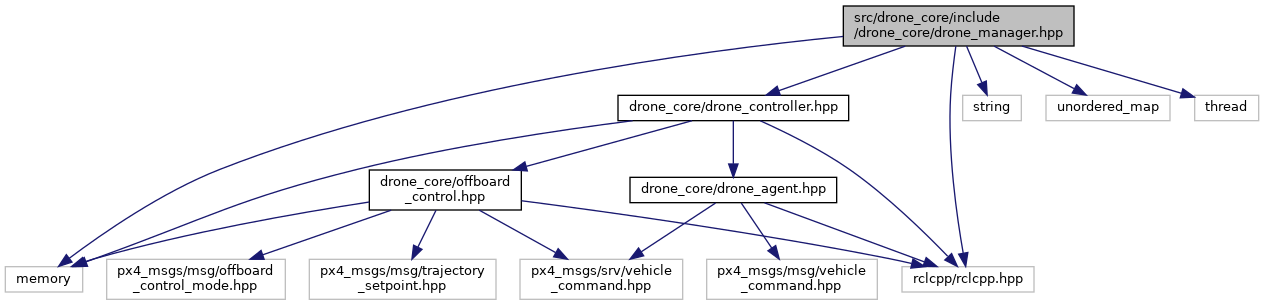 src/drone_core/include
/drone_core/drone_manager.hpp
drone_core/drone_controller.hpp
string
unordered_map
thread
drone_core/offboard
_control.hpp
drone_core/drone_agent.hpp
memory
px4_msgs/msg/offboard
_control_mode.hpp
px4_msgs/msg/trajectory
_setpoint.hpp
px4_msgs/srv/vehicle
_command.hpp
px4_msgs/msg/vehicle
_command.hpp
rclcpp/rclcpp.hpp